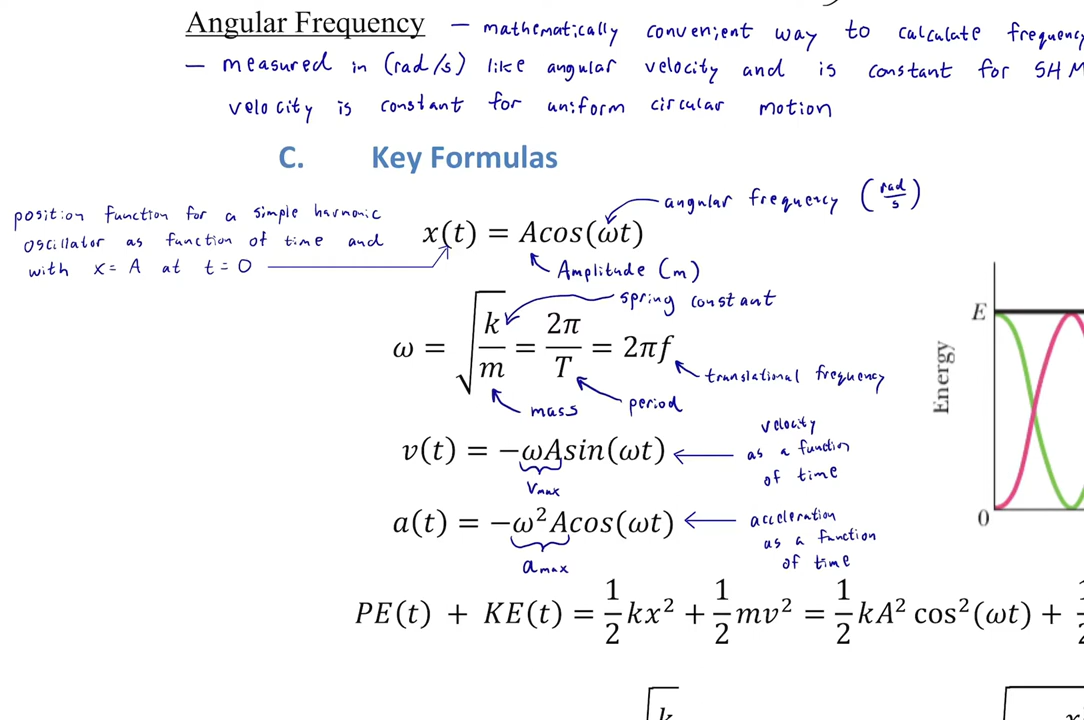 Angular Frequency – mathematically convenient way to calculate frequency
– measured in (rad/s) like angular velocity and is constant for SHM
velocity is constant for uniform circular motion
C. Key Formulas
angular frequency (rad/s)
position function for a simple harmonic
oscillator as function of time and
with x = A at t = 0
x(t) = Acos(ωt)
Amplitude (m)
spring constant
ω = √(k/m) = 2π/T = 2πf
translational frequency
mass
period
v(t) = −ωAsin(ωt)
Vmax
velocity
as a function
of time
a(t) = −ω²Acos(ωt)
amax
acceleration
as a function
of time
E
Energy
0
PE(t) + KE(t) = 1/2 kx² + 1/2 mv² = 1/2 kA² cos²(ωt) +
k